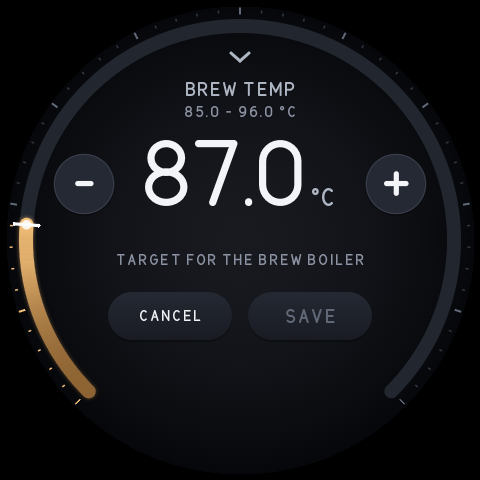 BREW TEMP
85.0 - 96.0 °C
- 87.0 °C +
TARGET FOR THE BREW BOILER
CANCEL SAVE